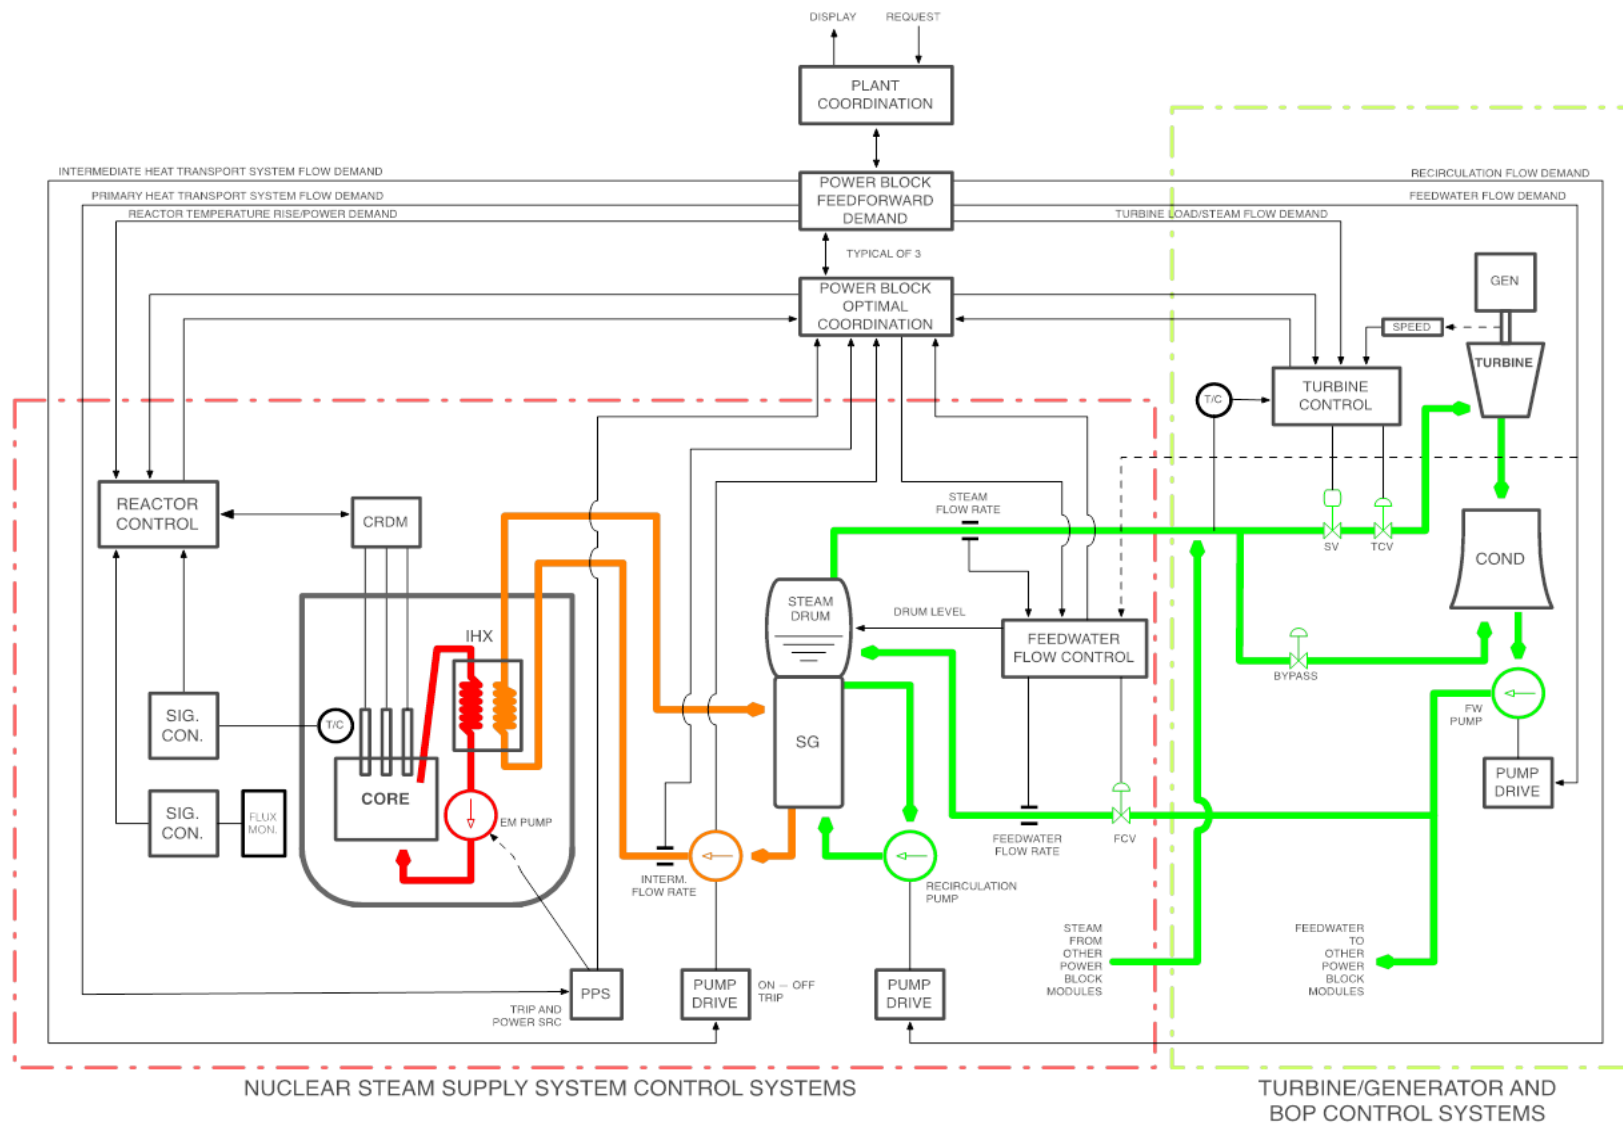 DISPLAY
REQUEST
PLANT
COORDINATION
INTERMEDIATE HEAT TRANSPORT SYSTEM FLOW DEMAND
PRIMARY HEAT TRANSPORT SYSTEM FLOW DEMAND
REACTOR TEMPERATURE RISE/POWER DEMAND
POWER BLOCK
FEEDFORWARD
DEMAND
RECIRCULATION FLOW DEMAND
FEEDWATER FLOW DEMAND
TURBINE LOAD/STEAM FLOW DEMAND
TYPICAL OF 3
POWER BLOCK
OPTIMAL
COORDINATION
GEN
SPEED
TURBINE
TURBINE
CONTROL
T/C
REACTOR
CONTROL
CRDM
STEAM
FLOW RATE
SV
TCV
COND
STEAM
DRUM
DRUM LEVEL
FEEDWATER
FLOW CONTROL
IHX
BYPASS
FW
PUMP
SIG.
CON.
T/C
SG
PUMP
DRIVE
CORE
SIG.
CON.
FLUX
MON.
EM PUMP
FEEDWATER
FLOW RATE
FCV
INTERM.
FLOW RATE
RECIRCULATION
PUMP
STEAM
FROM
OTHER
POWER
BLOCK
MODULES
FEEDWATER
TO
OTHER
POWER
BLOCK
MODULES
PPS
TRIP AND
POWER SRC
PUMP
DRIVE
ON – OFF
TRIP
PUMP
DRIVE
NUCLEAR STEAM SUPPLY SYSTEM CONTROL SYSTEMS
TURBINE/GENERATOR AND
BOP CONTROL SYSTEMS